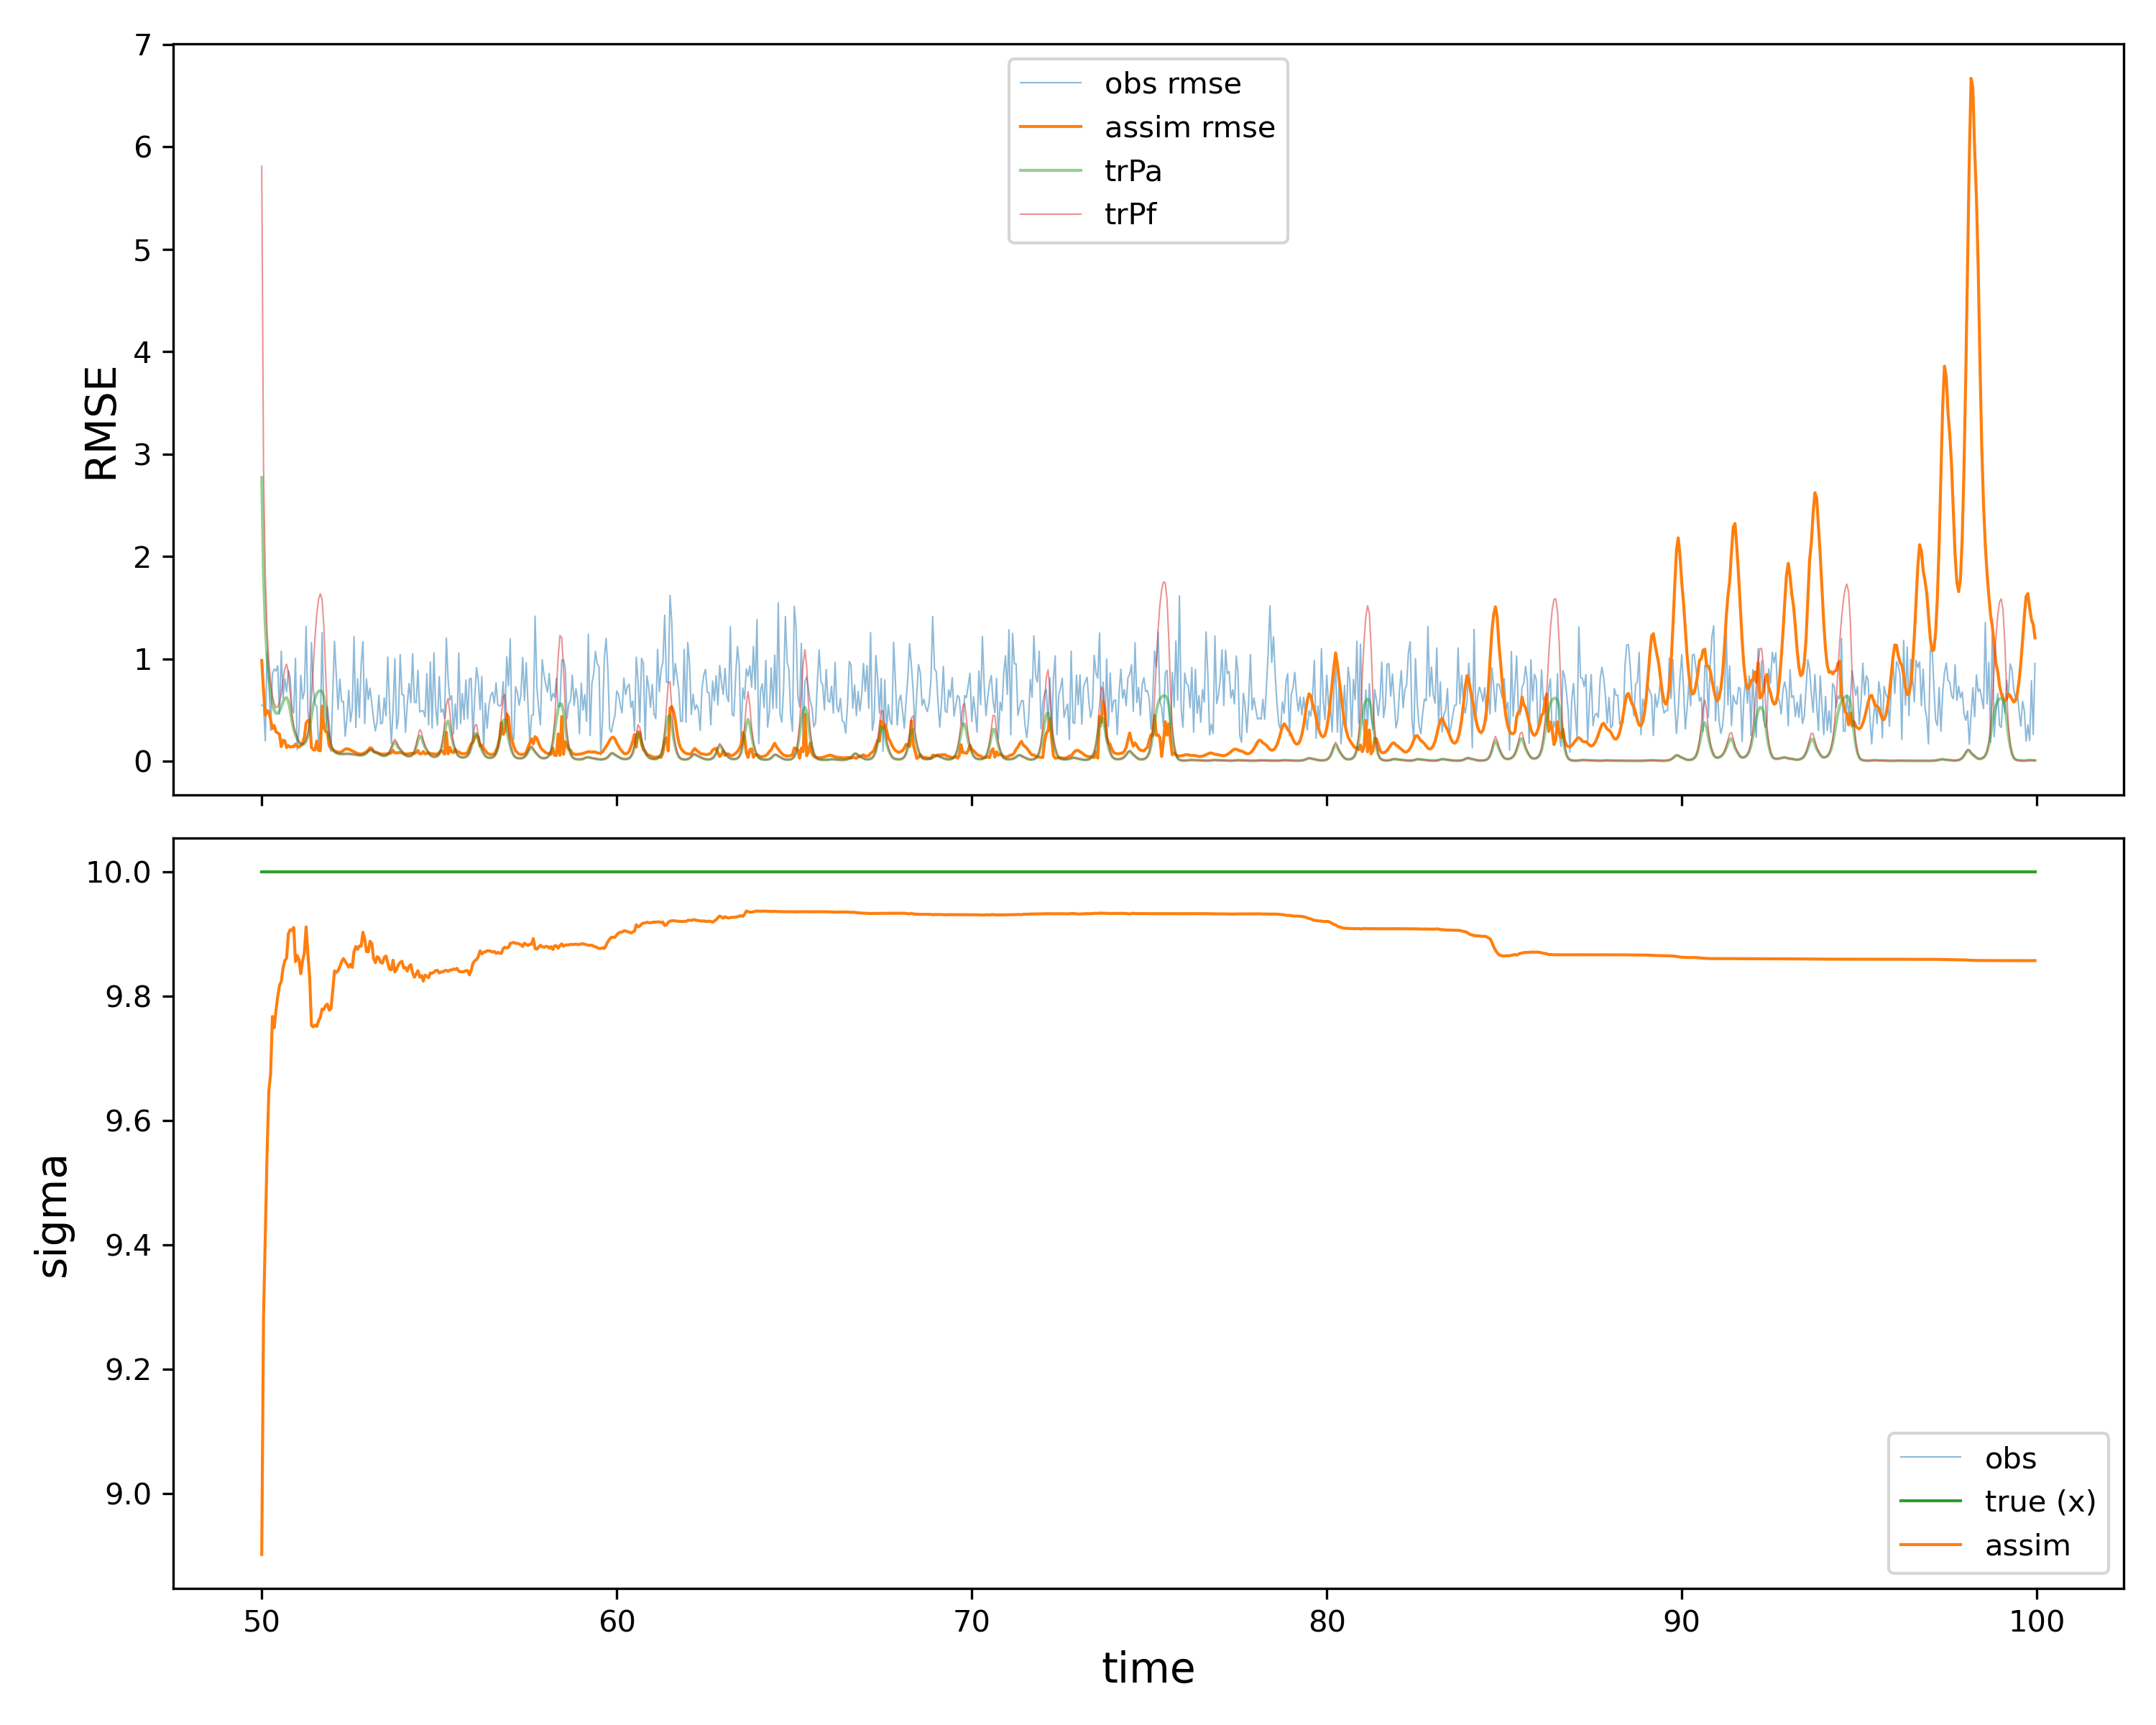 7
6
5
4
3
2
1
0
RMSE
obs rmse
assim rmse
trPa
trPf
10.0
9.8
9.6
9.4
9.2
9.0
sigma
obs
true (x)
assim
50 60 70 80 90 100
time